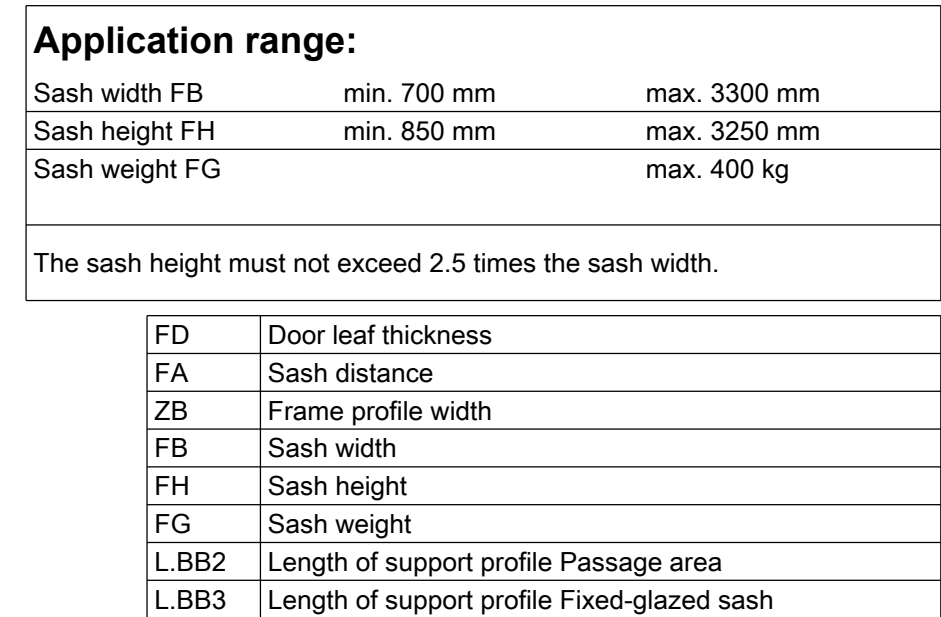 Application range:
Sash width FB min. 700 mm max. 3300 mm
Sash height FH min. 850 mm max. 3250 mm
Sash weight FG max. 400 kg
The sash height must not exceed 2.5 times the sash width.
FD Door leaf thickness
FA Sash distance
ZB Frame profile width
FB Sash width
FH Sash height
FG Sash weight
L.BB2 Length of support profile Passage area
L.BB3 Length of support profile Fixed-glazed sash